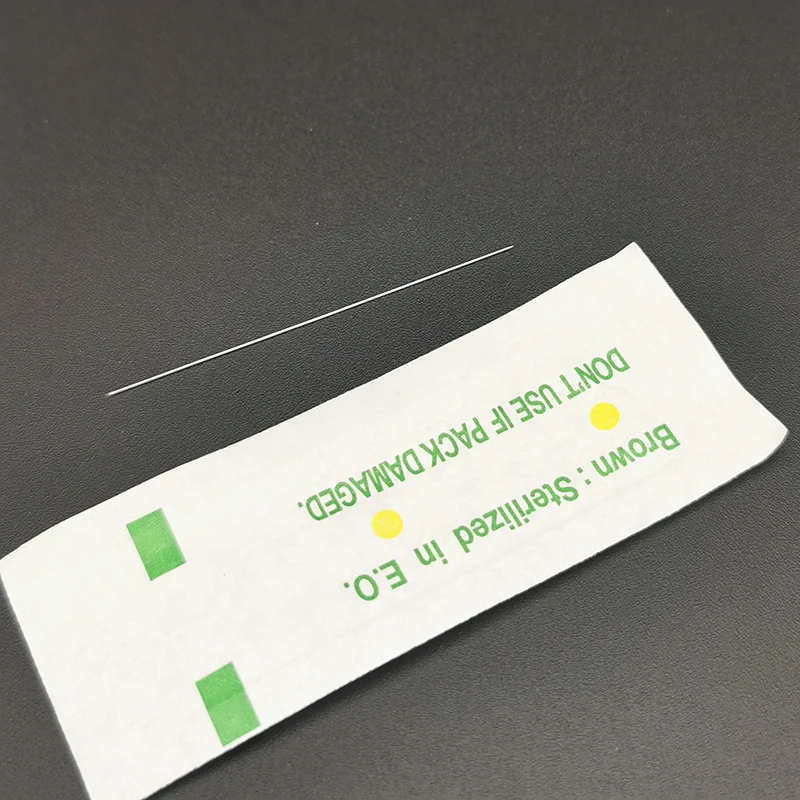 Brown : Sterilized in E.O.
DON'T USE IF PACK DAMAGED.